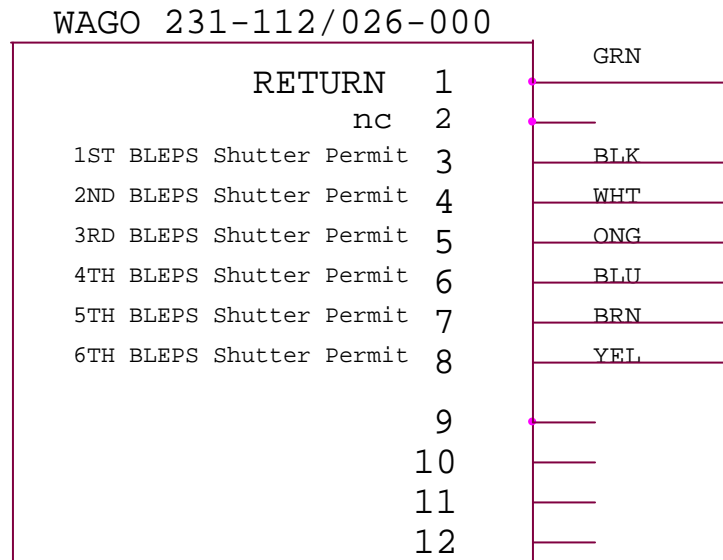 WAGO 231-112/026-000
RETURN 1 GRN
nc 2
1ST BLEPS Shutter Permit 3 BLK
2ND BLEPS Shutter Permit 4 WHT
3RD BLEPS Shutter Permit 5 ONG
4TH BLEPS Shutter Permit 6 BLU
5TH BLEPS Shutter Permit 7 BRN
6TH BLEPS Shutter Permit 8 YEL
9
10
11
12